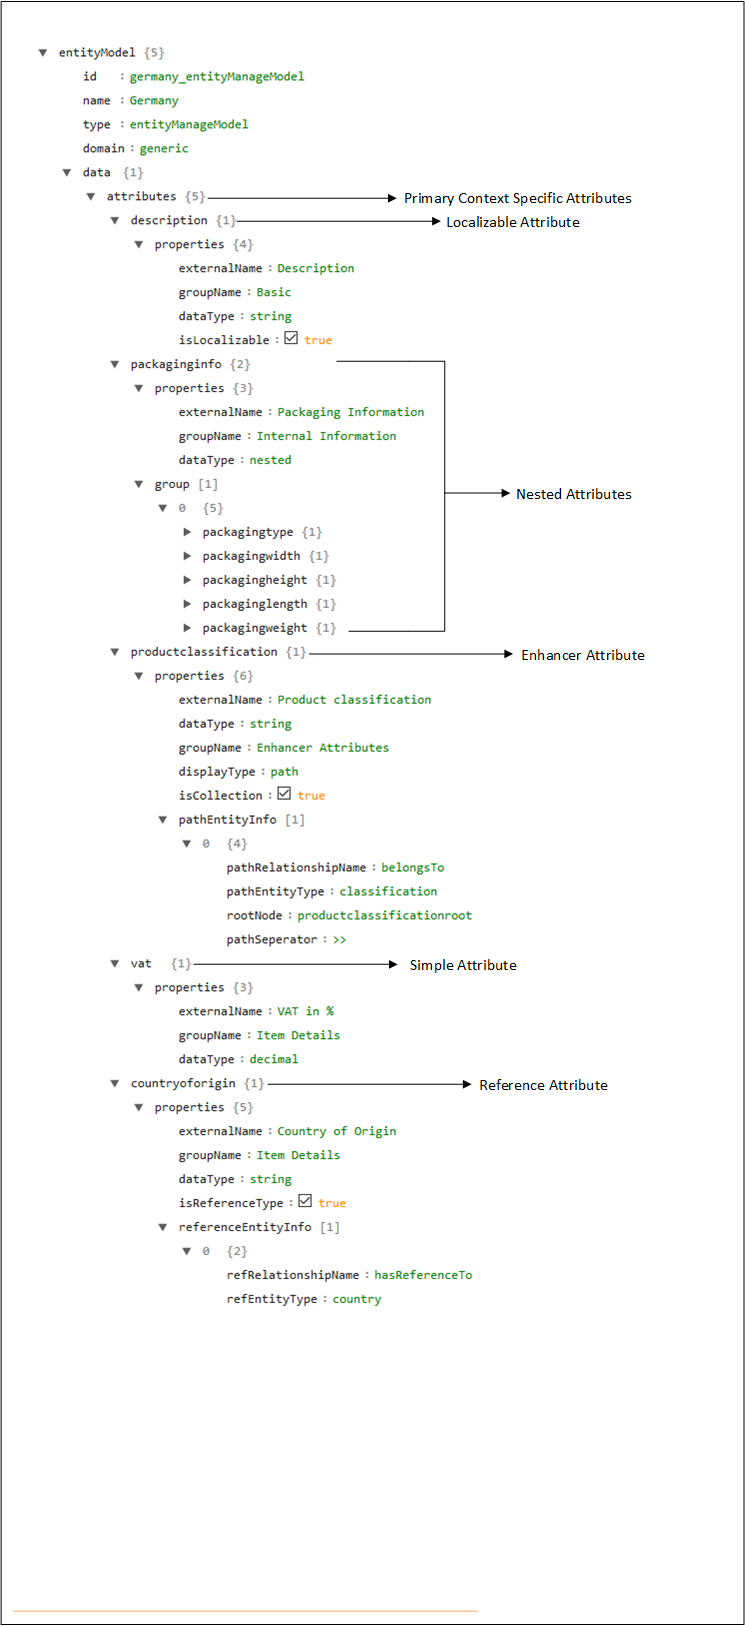 entityModel {5}
id : germany_entityManageModel
name : Germany
type : entityManageModel
domain : generic
data {1}
attributes {5} Primary Context Specific Attributes
description {1} Localizable Attribute
properties {4}
externalName : Description
groupName : Basic
dataType : string
isLocalizable : true
packaginginfo {2}
properties {3}
externalName : Packaging Information
groupName : Internal Information
dataType : nested
group [1]
0 {5} Nested Attributes
packagingtype {1}
packagingwidth {1}
packagingheight {1}
packaginglength {1}
packagingweight {1}
productclassification {1} Enhancer Attribute
properties {6}
externalName : Product classification
dataType : string
groupName : Enhancer Attributes
displayType : path
isCollection : true
pathEntityInfo [1]
0 {4}
pathRelationshipName : belongsTo
pathEntityType : classification
rootNode : productclassificationroot
pathSeperator : >>
vat {1} Simple Attribute
properties {3}
externalName : VAT in %
groupName : Item Details
dataType : decimal
countryoforigin {1} Reference Attribute
properties {5}
externalName : Country of Origin
groupName : Item Details
dataType : string
isReferenceType : true
referenceEntityInfo [1]
0 {2}
refRelationshipName : hasReferenceTo
refEntityType : country